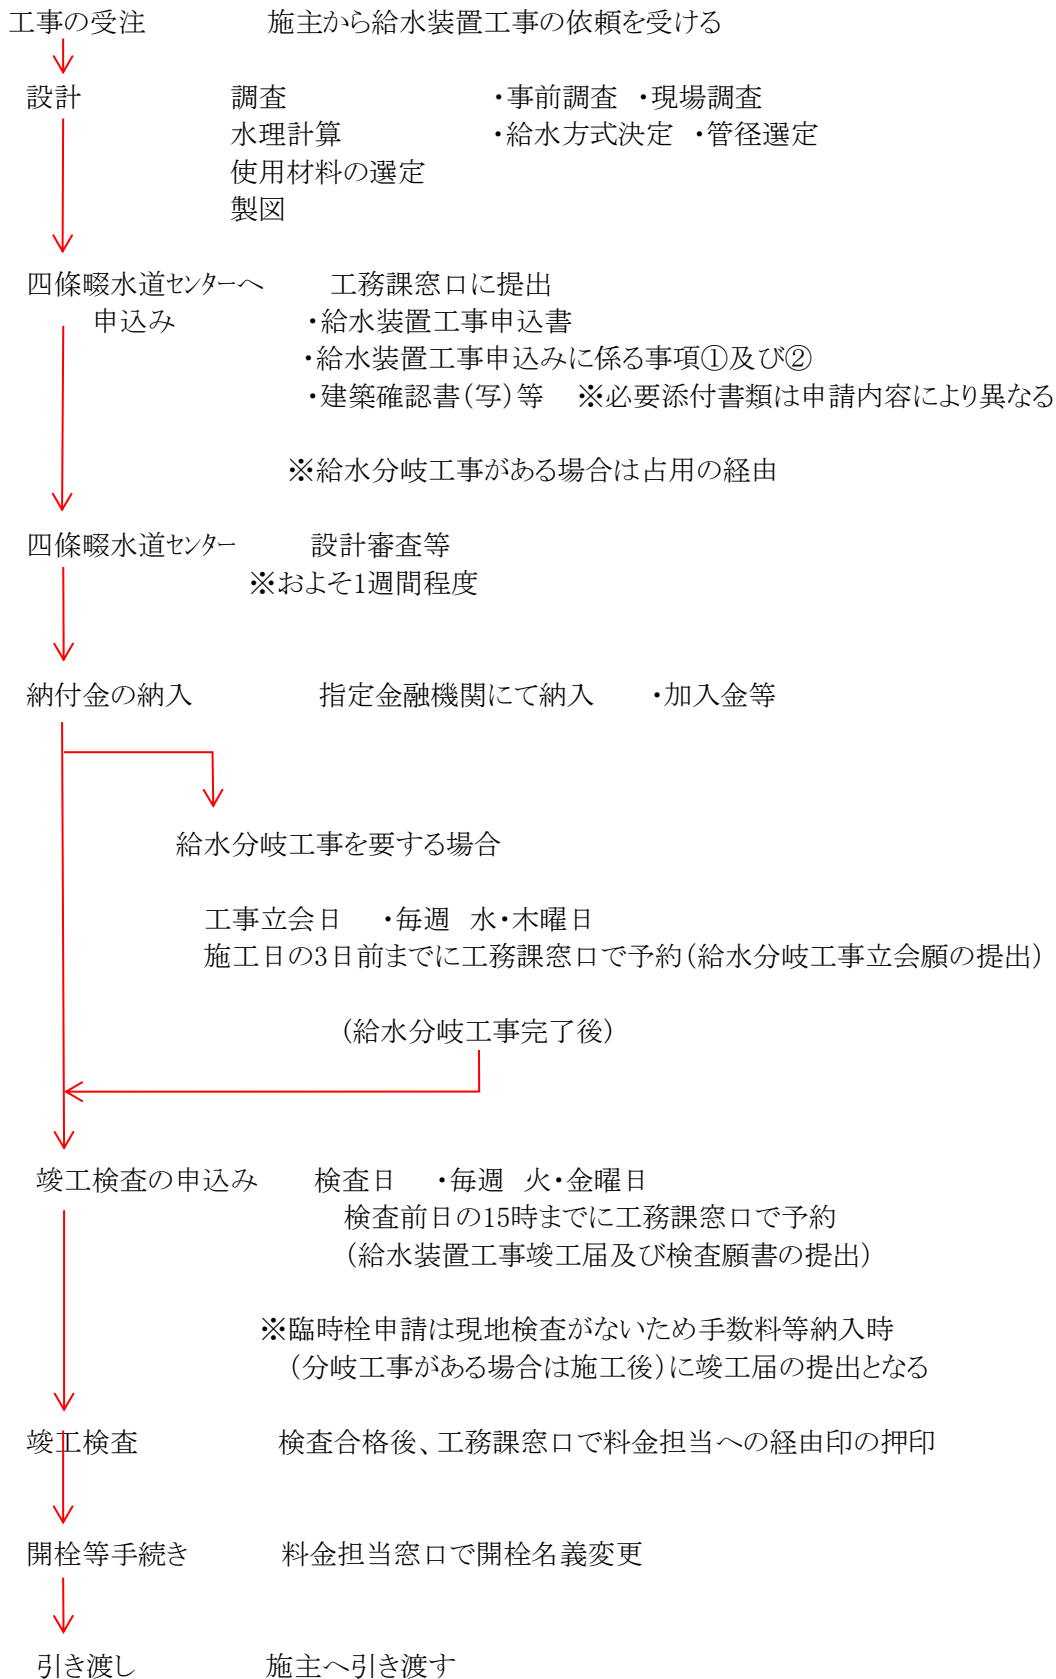 工事の受注　施主から給水装置工事の依頼を受ける
設計　調査　・事前調査　・現場調査
水理計算　・給水方式決定　・管径選定
使用材料の選定
製図
四條畷水道センターへ　工務課窓口に提出
申込み　・給水装置工事申込書
・給水装置工事申込みに係る事項①及び②
・建築確認書（写）等　※必要添付書類は申請内容により異なる
※給水分岐工事がある場合は占用の経由
四條畷水道センター　設計審査等
※およそ1週間程度
納付金の納入　指定金融機関にて納入　・加入金等
給水分岐工事を要する場合
工事立会日　・毎週　水・木曜日
施工日の3日前までに工務課窓口で予約（給水分岐工事立会願の提出）
（給水分岐工事完了後）
竣工検査の申込み　検査日　・毎週　火・金曜日
検査前日の15時までに工務課窓口で予約
（給水装置工事竣工届及び検査願書の提出）
※臨時栓申請は現地検査がないため手数料等納入時
（分岐工事がある場合は施工後）に竣工届の提出となる
竣工検査　検査合格後、工務課窓口で料金担当への経由印の押印
開栓等手続き　料金担当窓口で開栓名義変更
引き渡し　施主へ引き渡す